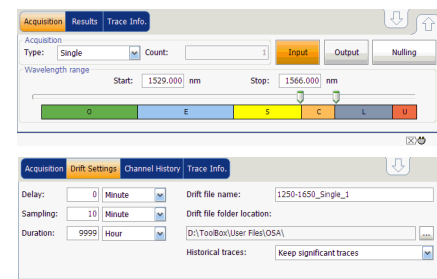 Acquisition Results Trace Info.
Acquisition
Type: Single Count: 1 Input Output Nulling
Wavelength range
Start: 1529.000 nm Stop: 1566.000 nm
O E S C L U
Acquisition Drift Settings Channel History Trace Info.
Delay: 0 Minute Drift file name: 1250-1650_Single_1
Sampling: 10 Minute Drift file folder location:
Duration: 9999 Hour D:\ToolBox\User Files\OSA\ ...
Historical traces: Keep significant traces